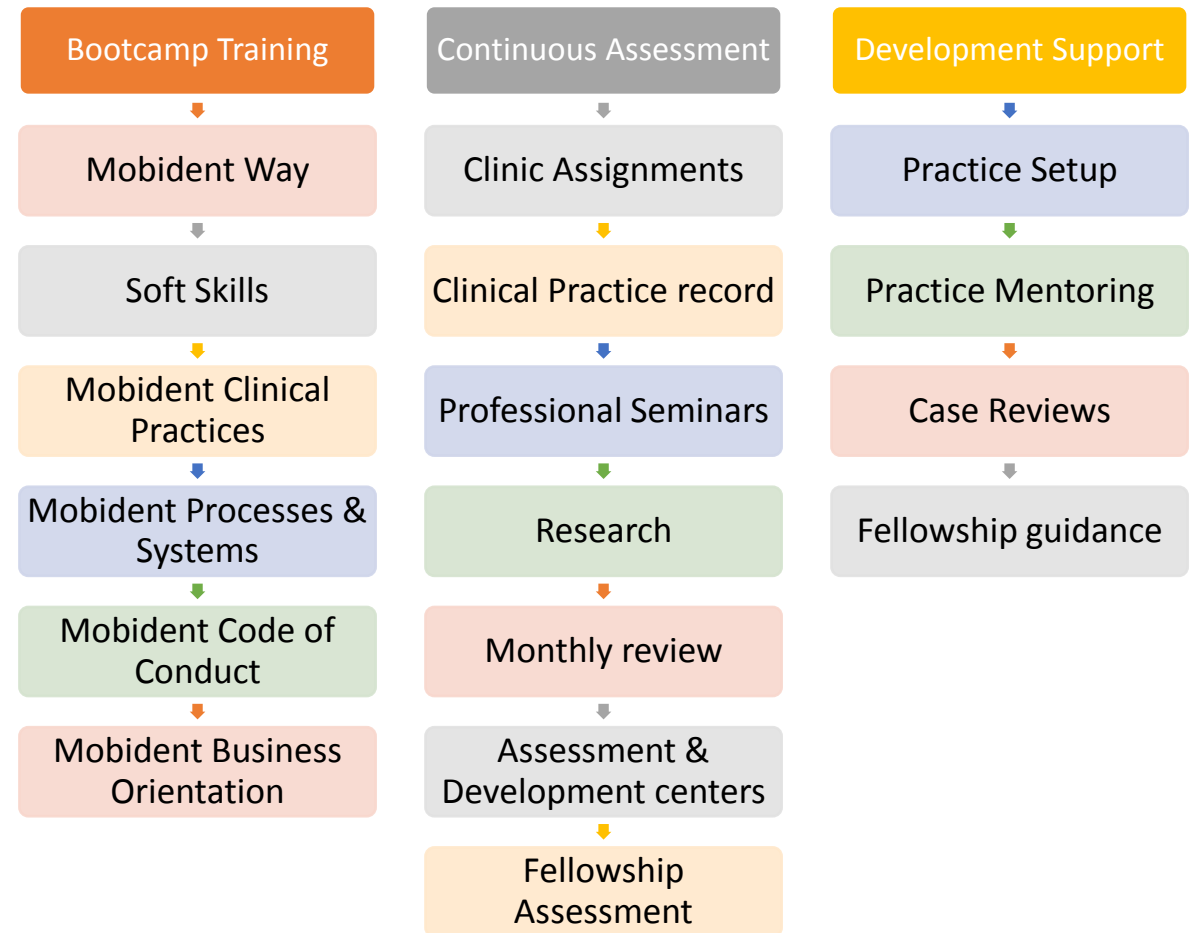 Bootcamp Training
Mobident Way
Soft Skills
Mobident Clinical
Practices
Mobident Processes &
Systems
Mobident Code of
Conduct
Mobident Business
Orientation
Continuous Assessment
Clinic Assignments
Clinical Practice record
Professional Seminars
Research
Monthly review
Assessment &
Development centers
Fellowship
Assessment
Development Support
Practice Setup
Practice Mentoring
Case Reviews
Fellowship guidance